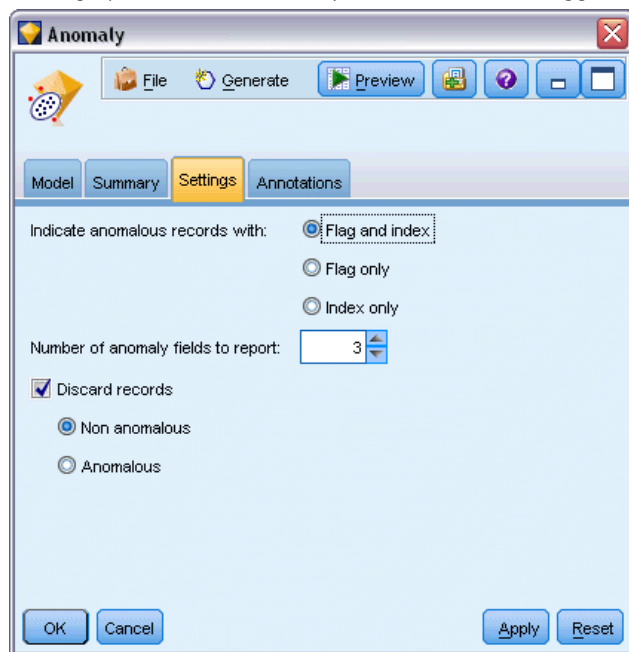 Anomaly
File Generate Preview
Model Summary Settings Annotations
Indicate anomalous records with: Flag and index
Flag only
Index only
Number of anomaly fields to report: 3
Discard records
Non anomalous
Anomalous
OK Cancel Apply Reset